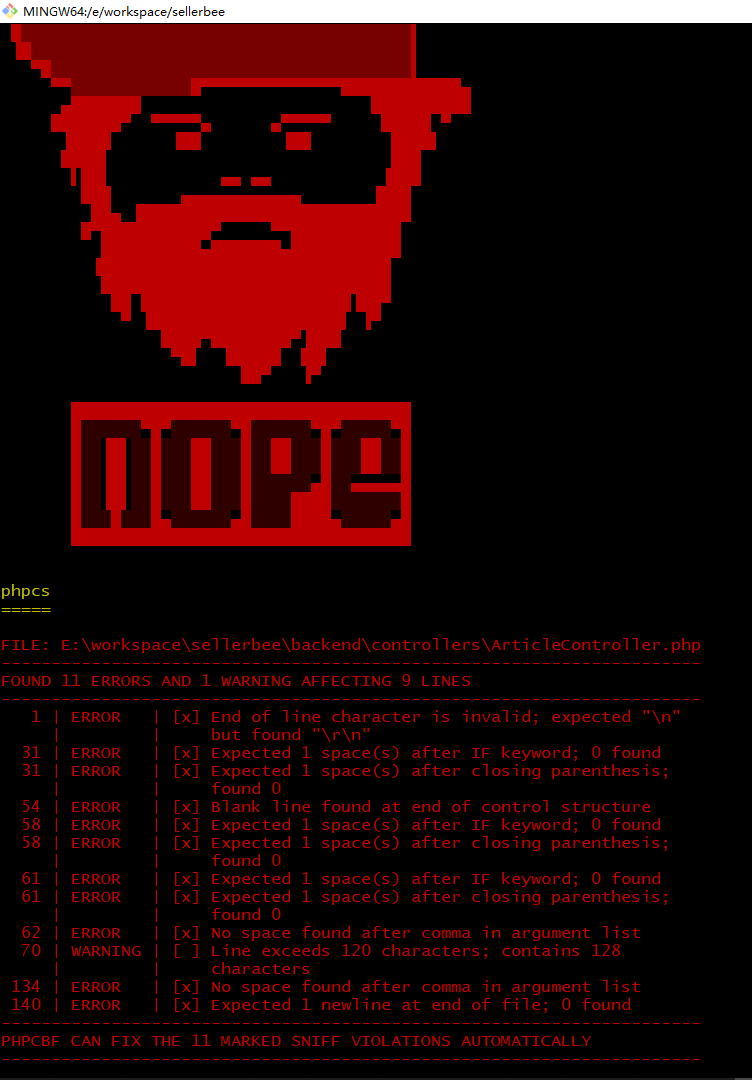 MINGW64:/e/workspace/sellerbee
NOPE
phpcs
=====
FILE: E:\workspace\sellerbee\backend\controllers\ArticleController.php
----------------------------------------------------------------------
FOUND 11 ERRORS AND 1 WARNING AFFECTING 9 LINES
----------------------------------------------------------------------
   1 | ERROR   | [x] End of line character is invalid; expected "\n"
     |         |     but found "\r\n"
  31 | ERROR   | [x] Expected 1 space(s) after IF keyword; 0 found
  31 | ERROR   | [x] Expected 1 space(s) after closing parenthesis;
     |         |     found 0
  54 | ERROR   | [x] Blank line found at end of control structure
  58 | ERROR   | [x] Expected 1 space(s) after IF keyword; 0 found
  58 | ERROR   | [x] Expected 1 space(s) after closing parenthesis;
     |         |     found 0
  61 | ERROR   | [x] Expected 1 space(s) after IF keyword; 0 found
  61 | ERROR   | [x] Expected 1 space(s) after closing parenthesis;
     |         |     found 0
  62 | ERROR   | [x] No space found after comma in argument list
  70 | WARNING | [ ] Line exceeds 120 characters; contains 128
     |         |     characters
 134 | ERROR   | [x] No space found after comma in argument list
 140 | ERROR   | [x] Expected 1 newline at end of file; 0 found
----------------------------------------------------------------------
PHPCBF CAN FIX THE 11 MARKED SNIFF VIOLATIONS AUTOMATICALLY
----------------------------------------------------------------------